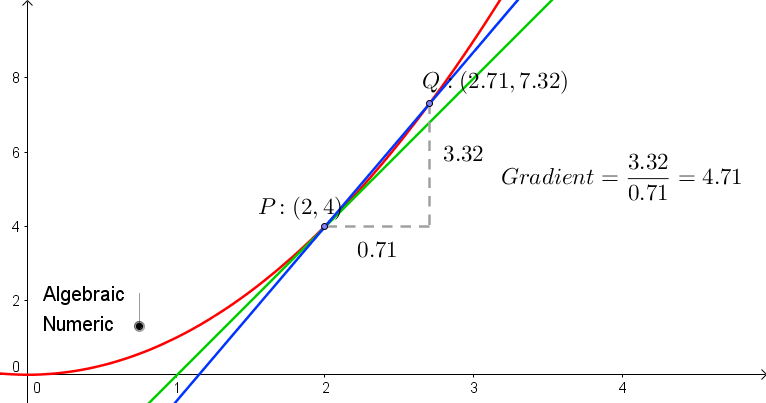 8
Q : (2.71, 7.32)
6
3.32
Gradient = 3.32/0.71 = 4.71
P : (2, 4)
4
0.71
Algebraic
2
Numeric
0
0 1 2 3 4